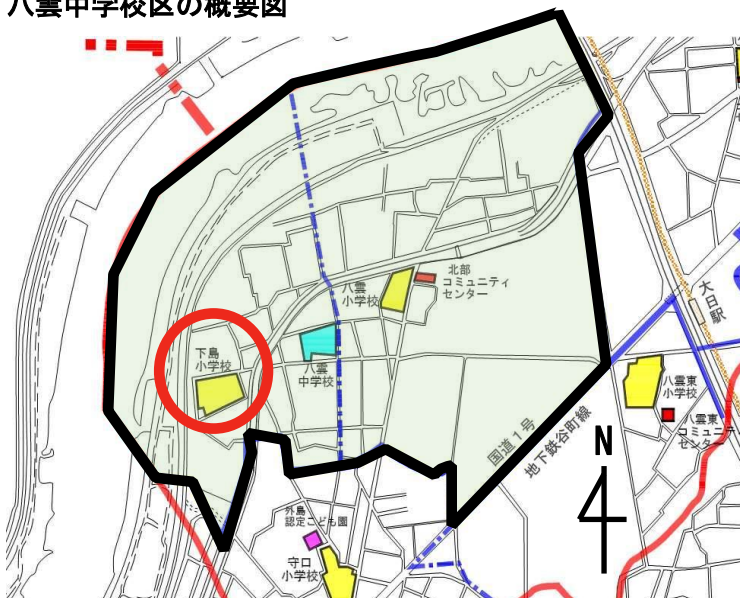 八雲中学校区の概要図
北部
コミュニティ
センター
八雲
小学校
大日駅
下島
小学校
八雲
中学校
八雲東
小学校
八雲東
コミュニティ
センター
国道1号
地下鉄谷町線
N
外島
認定こども園
守口
小学校